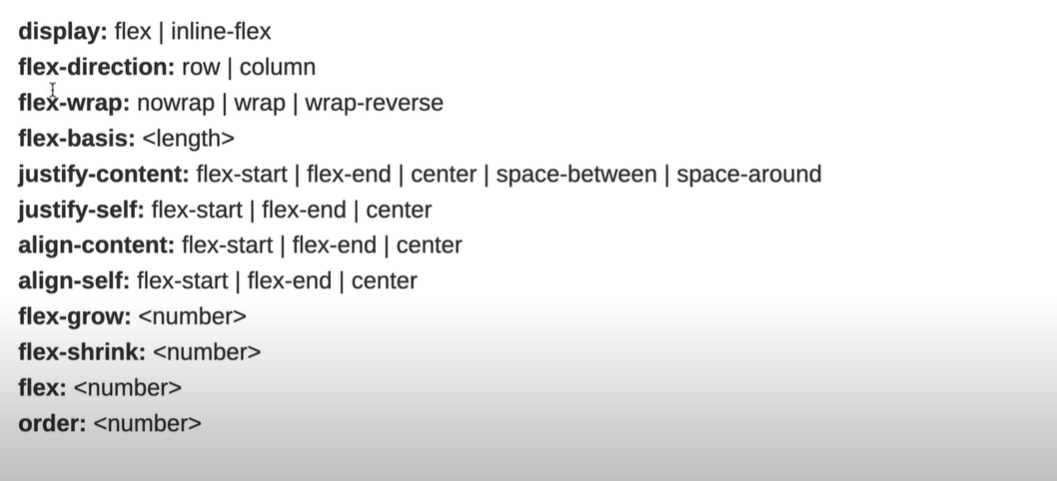 display: flex | inline-flex
flex-direction: row | column
flex-wrap: nowrap | wrap | wrap-reverse
flex-basis: <length>
justify-content: flex-start | flex-end | center | space-between | space-around
justify-self: flex-start | flex-end | center
align-content: flex-start | flex-end | center
align-self: flex-start | flex-end | center
flex-grow: <number>
flex-shrink: <number>
flex: <number>
order: <number>